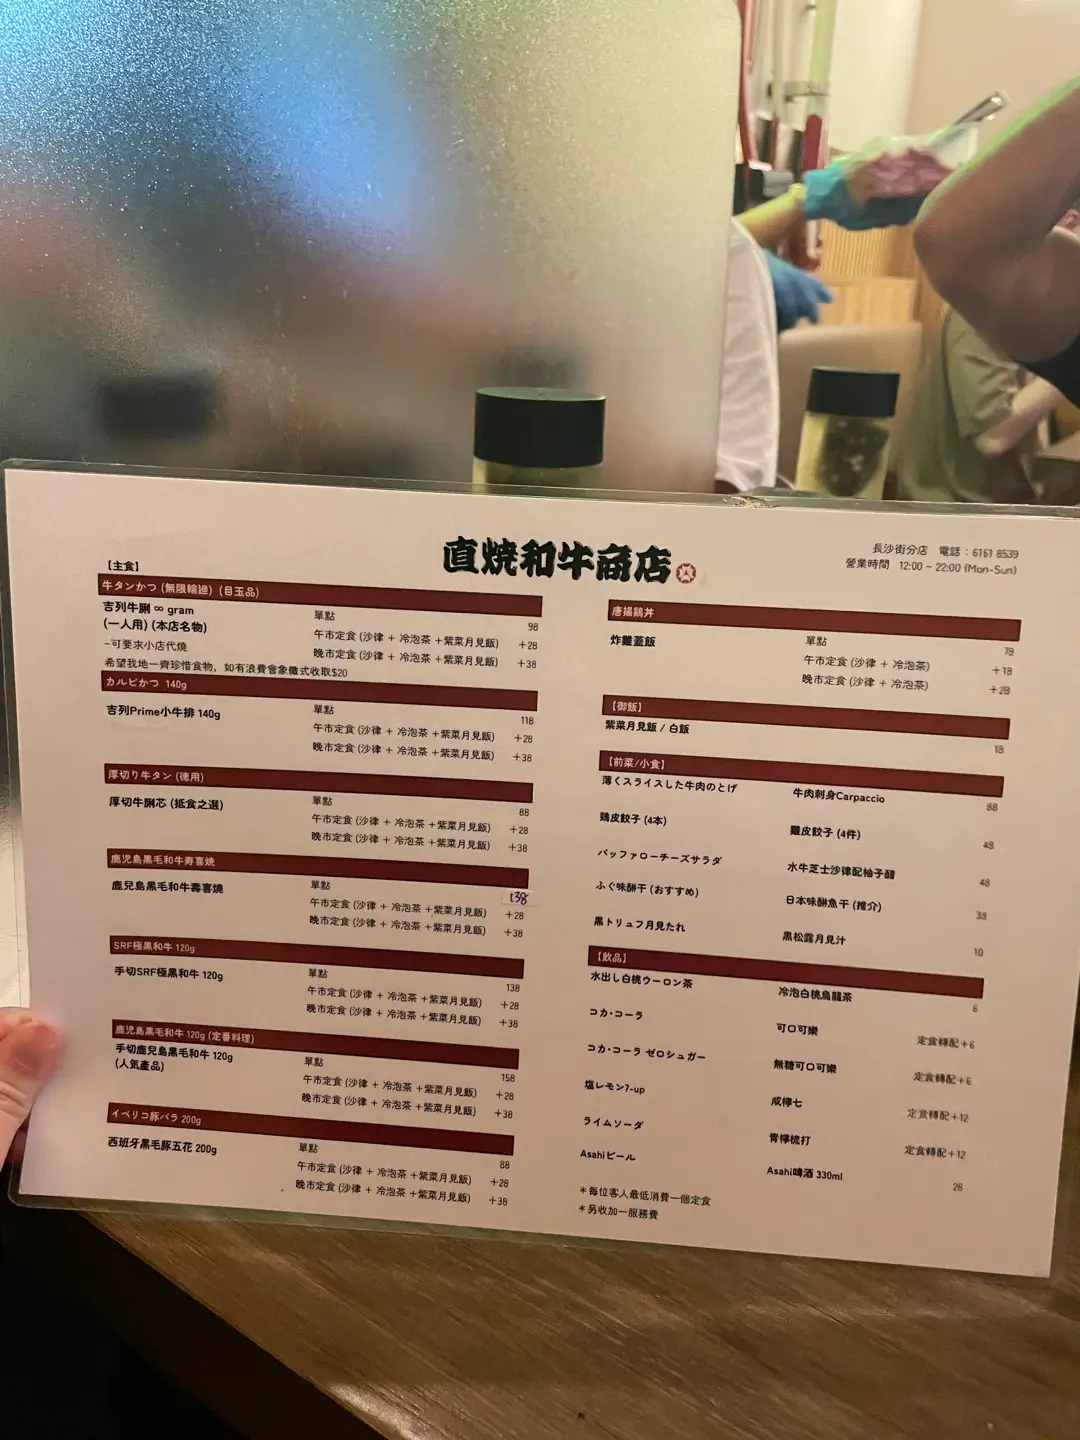 直焼和牛商店
長沙街分店 電話：6161 8539
營業時間 12:00 ~ 22:00 (Mon-Sun)
【主食】
牛タンかつ (無限輪廻) (目玉品)
吉列牛脷 ∞ gram
(一人用) (本店名物)
~可要求小店代燒
希望我地一齊珍惜食物，如有浪費會象徵式收取$20
單點 98
午市定食 (沙律 + 冷泡茶 +紫菜月見飯) +28
晚市定食 (沙律 + 冷泡茶 +紫菜月見飯) +38
カルビかつ 140g
吉列Prime小牛排 140g
單點 118
午市定食 (沙律 + 冷泡茶 +紫菜月見飯) +28
晚市定食 (沙律 + 冷泡茶 +紫菜月見飯) +38
厚切り牛タン (徳用)
厚切牛脷芯 (抵食之選)
單點 88
午市定食 (沙律 + 冷泡茶 +紫菜月見飯) +28
晚市定食 (沙律 + 冷泡茶 +紫菜月見飯) +38
鹿児島黒毛和牛寿喜焼
鹿兒島黑毛和牛壽喜燒
單點 138
午市定食 (沙律 + 冷泡茶 +紫菜月見飯) +28
晚市定食 (沙律 + 冷泡茶 +紫菜月見飯) +38
SRF極黒和牛 120g
手切SRF極黑和牛 120g
單點 138
午市定食 (沙律 + 冷泡茶 +紫菜月見飯) +28
晚市定食 (沙律 + 冷泡茶 +紫菜月見飯) +38
鹿児島黒毛和牛 120g (定番料理)
手切鹿兒島黑毛和牛 120g
(人気產品)
單點 158
午市定食 (沙律 + 冷泡茶 +紫菜月見飯) +28
晚市定食 (沙律 + 冷泡茶 +紫菜月見飯) +38
イベリコ豚バラ 200g
西班牙黑毛豚五花 200g
單點 88
午市定食 (沙律 + 冷泡茶 +紫菜月見飯) +28
晚市定食 (沙律 + 冷泡茶 +紫菜月見飯) +38
唐揚鶏丼
炸雞蓋飯
單點 78
午市定食 (沙律 + 冷泡茶) +18
晚市定食 (沙律 + 冷泡茶) +28
【御飯】
紫菜月見飯 / 白飯 18
【前菜/小食】
薄くスライスした牛肉のとげ 牛肉刺身Carpaccio 88
鶏皮餃子 (4本) 雞皮餃子 (4件) 48
バッファローチーズサラダ 水牛芝士沙律配柚子醋 48
ふぐ味醂干 (おすすめ) 日本味醂魚干 (推介) 38
黒トリュフ月見たれ 黑松露月見汁 10
【飲品】
水出し白桃ウーロン茶 冷泡白桃烏龍茶 6
コカ・コーラ 可口可樂 定食轉配+6
コカ・コーラ ゼロシュガー 無糖可口可樂 定食轉配+6
塩レモン7-up 咸檸七 定食轉配+12
ライムソーダ 青檸梳打 定食轉配+12
Asahiビール Asahi啤酒 330ml 28
＊每位客人最低消費一個定食
＊另收加一服務費